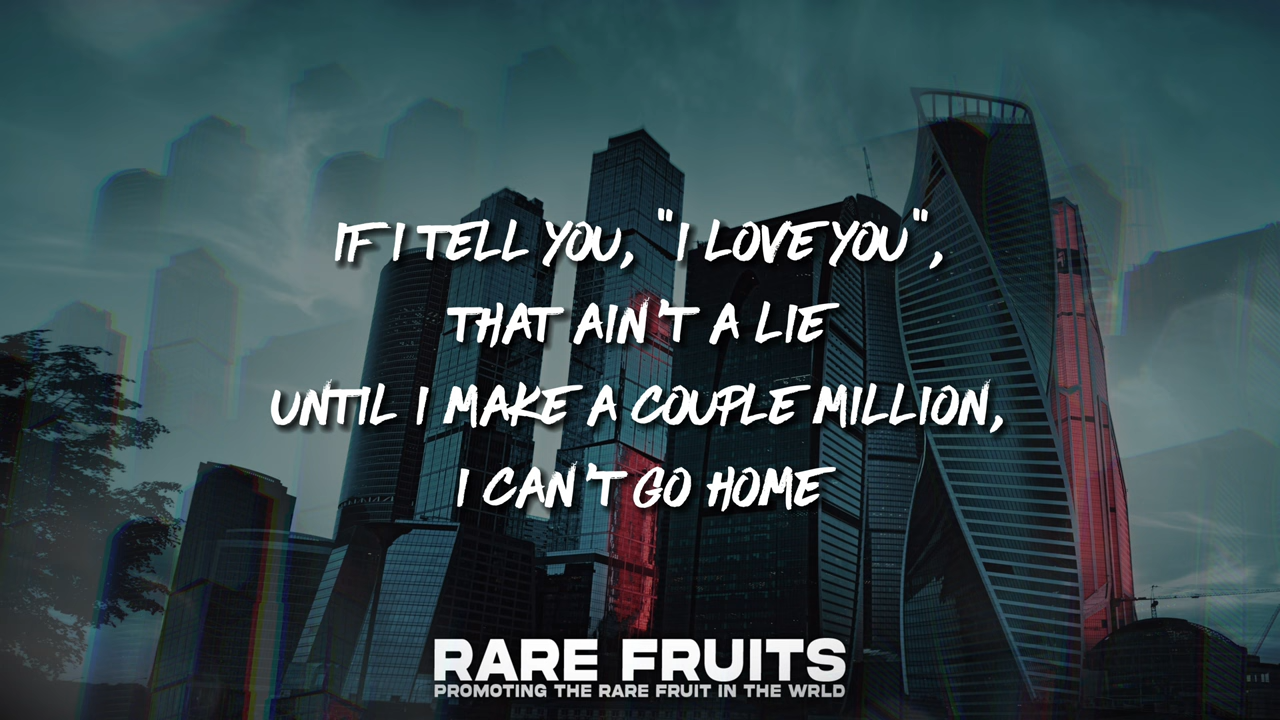 IF I TELL YOU, "I LOVE YOU",
THAT AIN'T A LIE
UNTIL I MAKE A COUPLE MILLION,
I CAN'T GO HOME
RARE FRUITS
PROMOTING THE RARE FRUIT IN THE WRLD